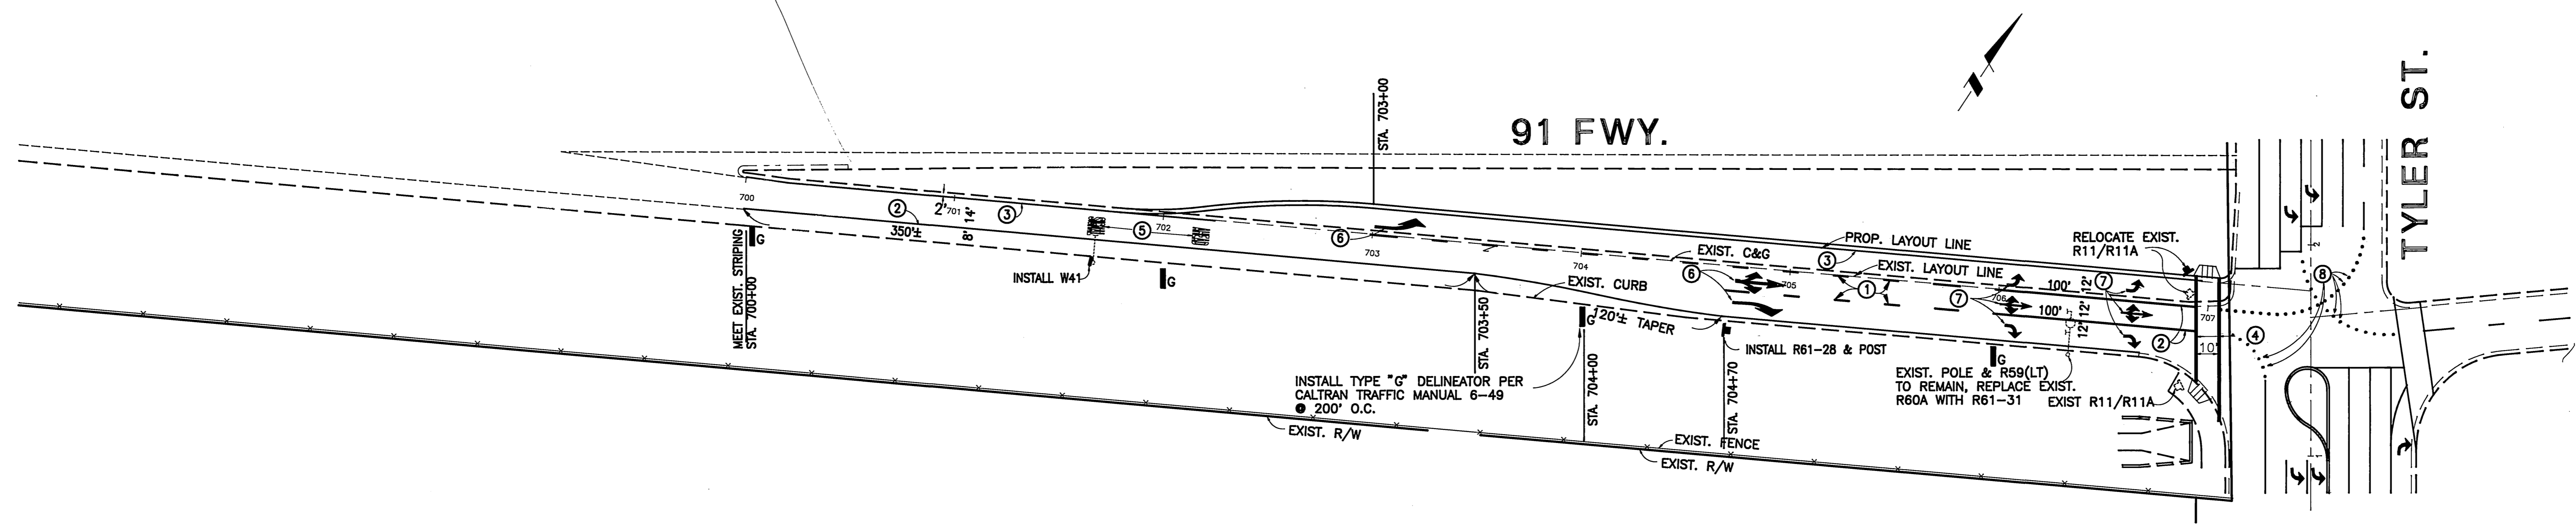 91 FWY.
TYLER ST.
STA. 703+00
700
2'
701
14'
8'
②
350'±
③
G
MEET EXIST. STRIPING
STA. 700+00
INSTALL W41
⑤
702
G
⑥
703
704
EXIST. C&G
PROP. LAYOUT LINE
③
EXIST. LAYOUT LINE
EXIST. CURB
⑥
705
①
STA. 703+50
G
120'± TAPER
STA. 704+00
INSTALL TYPE "G" DELINEATOR PER
CALTRAN TRAFFIC MANUAL 6-49
@ 200' O.C.
STA. 704+70
INSTALL R61-28 & POST
RELOCATE EXIST.
R11/R11A
⑦
⑦
706
100'
12'
100'
12'
12'
707
②
10'
④
⑧
2
1
G
EXIST. POLE & R59(LT)
TO REMAIN, REPLACE EXIST.
R60A WITH R61-31
EXIST R11/R11A
EXIST. R/W
EXIST. FENCE
EXIST. R/W